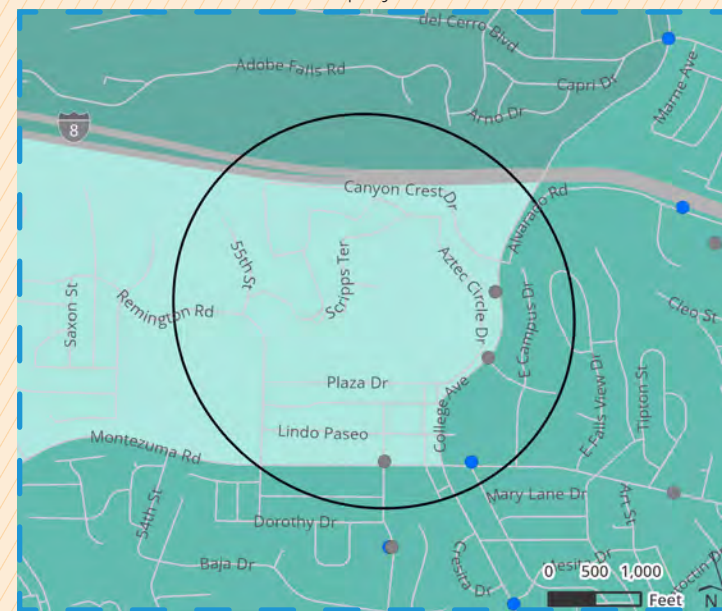 del Cerro Blvd
Adobe Falls Rd
Capri Dr
Marne Ave
Arno Dr
8
Canyon Crest Dr
Alvarado Rd
55th St
Scripps Ter
Aztec Circle Dr
E Campus Dr
Saxon St
Remington Rd
Cleo St
Plaza Dr
College Ave
E Falls View Dr
Tipton St
Lindo Paseo
Montezuma Rd
54th St
Mary Lane Dr
Art St
Dorothy Dr
Baja Dr
Cresita Dr
Mesita Dr
0 500 1,000
Feet
N